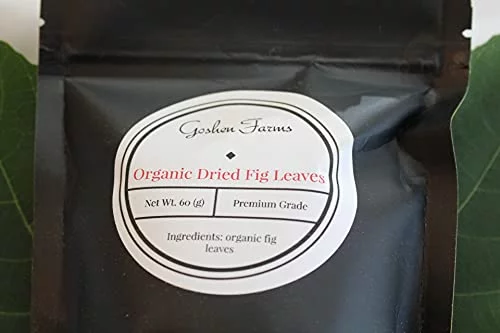 Goshen Farms
Organic Dried Fig Leaves
Net Wt. 60 (g) Premium Grade
Ingredients: organic fig
leaves